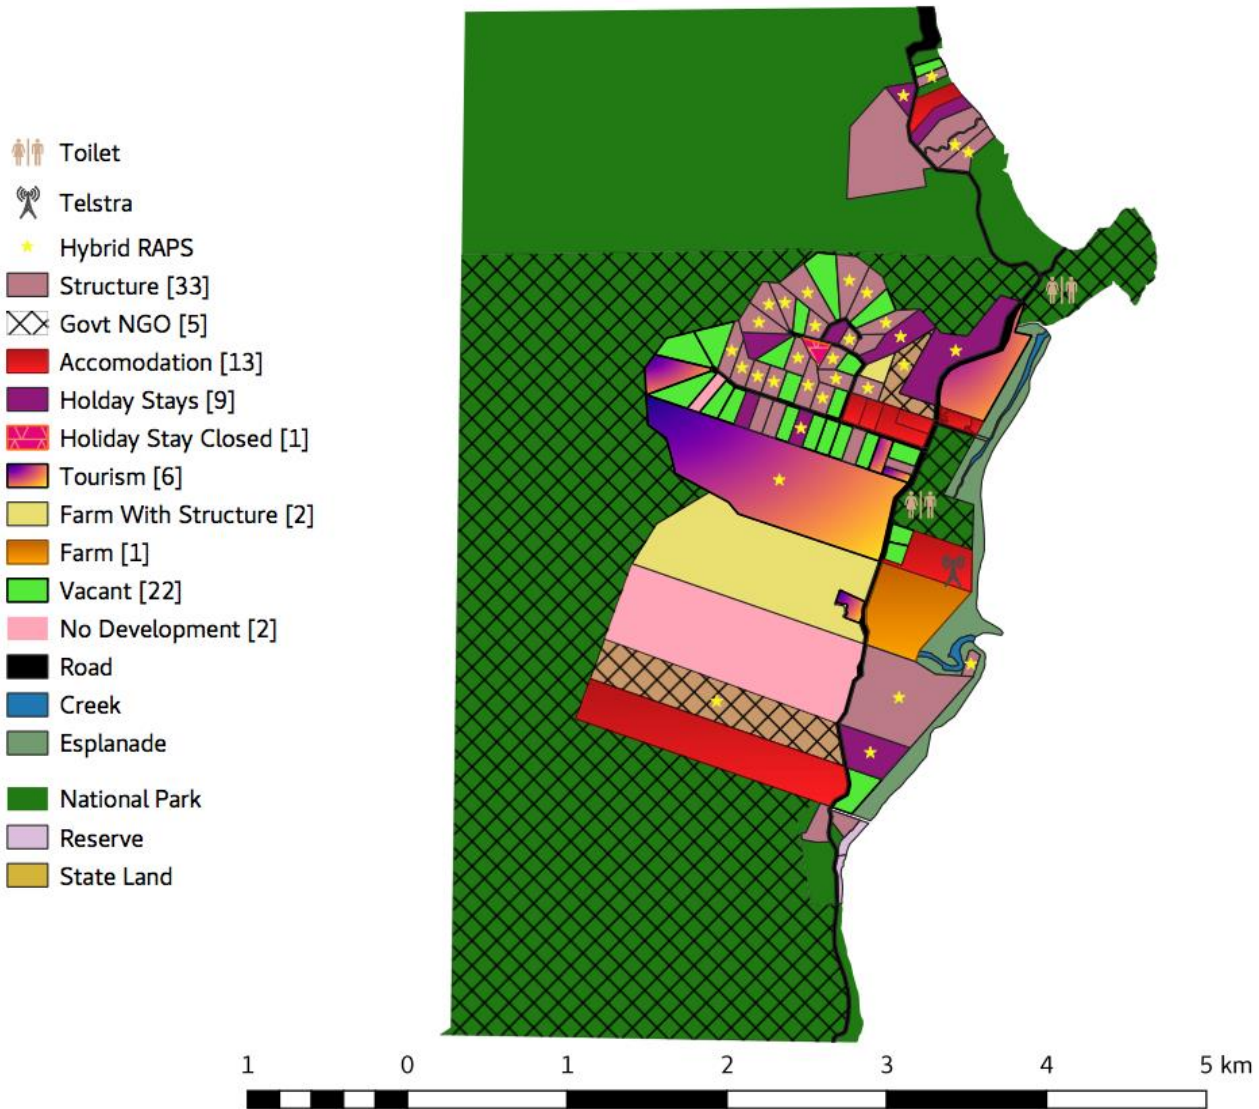 Toilet
Telstra
Hybrid RAPS
Structure [33]
Govt NGO [5]
Accomodation [13]
Holday Stays [9]
Holiday Stay Closed [1]
Tourism [6]
Farm With Structure [2]
Farm [1]
Vacant [22]
No Development [2]
Road
Creek
Esplanade
National Park
Reserve
State Land
1 0 1 2 3 4 5 km